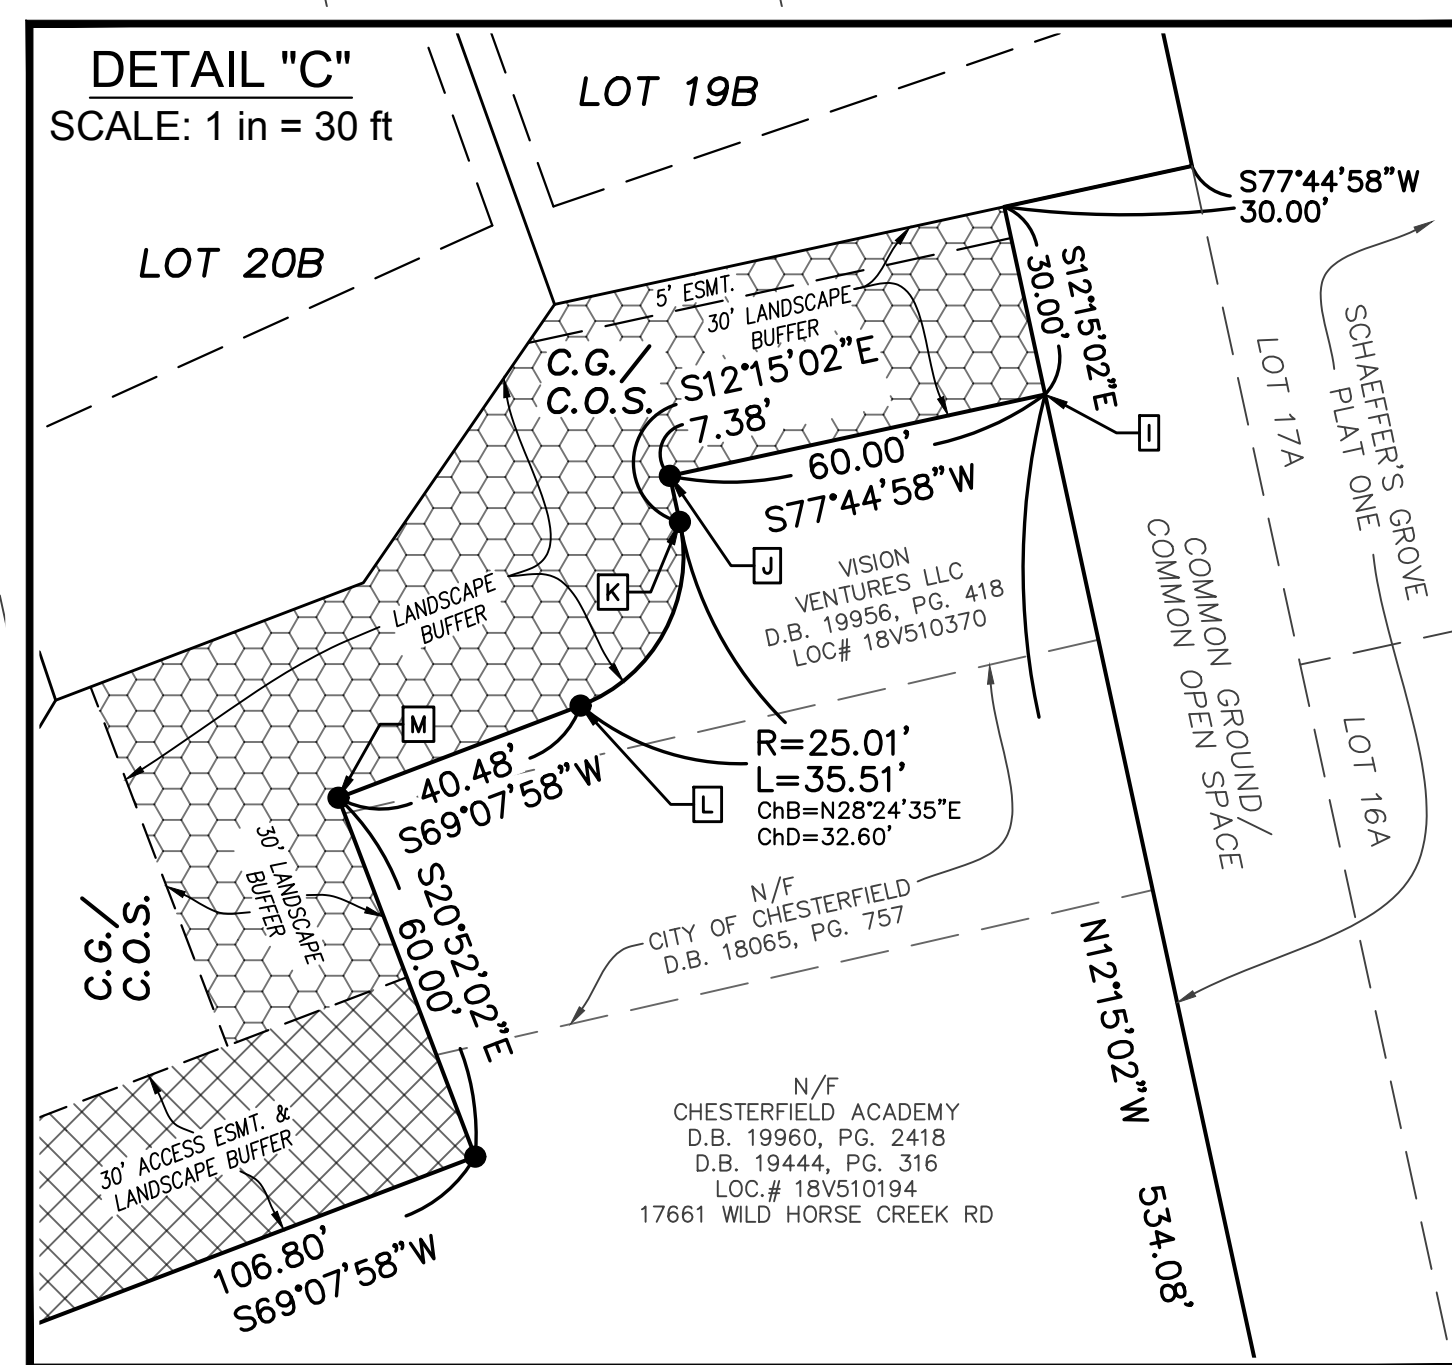 DETAIL "C"
SCALE: 1 in = 30 ft
LOT 19B
LOT 20B
S77°44'58"W
30.00'
S12°15'02"E
30.00'
5' ESMT.
30' LANDSCAPE
BUFFER
C.G./
C.O.S.
S12°15'02"E
7.38'
60.00'
S77°44'58"W
I
J
K
LOT 17A
SCHAEFFER'S GROVE
PLAT ONE
VISION
VENTURES LLC
D.B. 19956, PG. 418
LOC# 18V510370
COMMON GROUND/
COMMON OPEN SPACE
LANDSCAPE
BUFFER
M
40.48'
S69°07'58"W
R=25.01'
L=35.51'
ChB=N28°24'35"E
ChD=32.60'
L
LOT 16A
30' LANDSCAPE
BUFFER
S20°52'02"E
60.00'
C.G./
C.O.S.
N/F
CITY OF CHESTERFIELD
D.B. 18065, PG. 757
N12°15'02"W
534.08'
30' ACCESS ESMT. &
LANDSCAPE BUFFER
N/F
CHESTERFIELD ACADEMY
D.B. 19960, PG. 2418
D.B. 19444, PG. 316
LOC.# 18V510194
17661 WILD HORSE CREEK RD
106.80'
S69°07'58"W